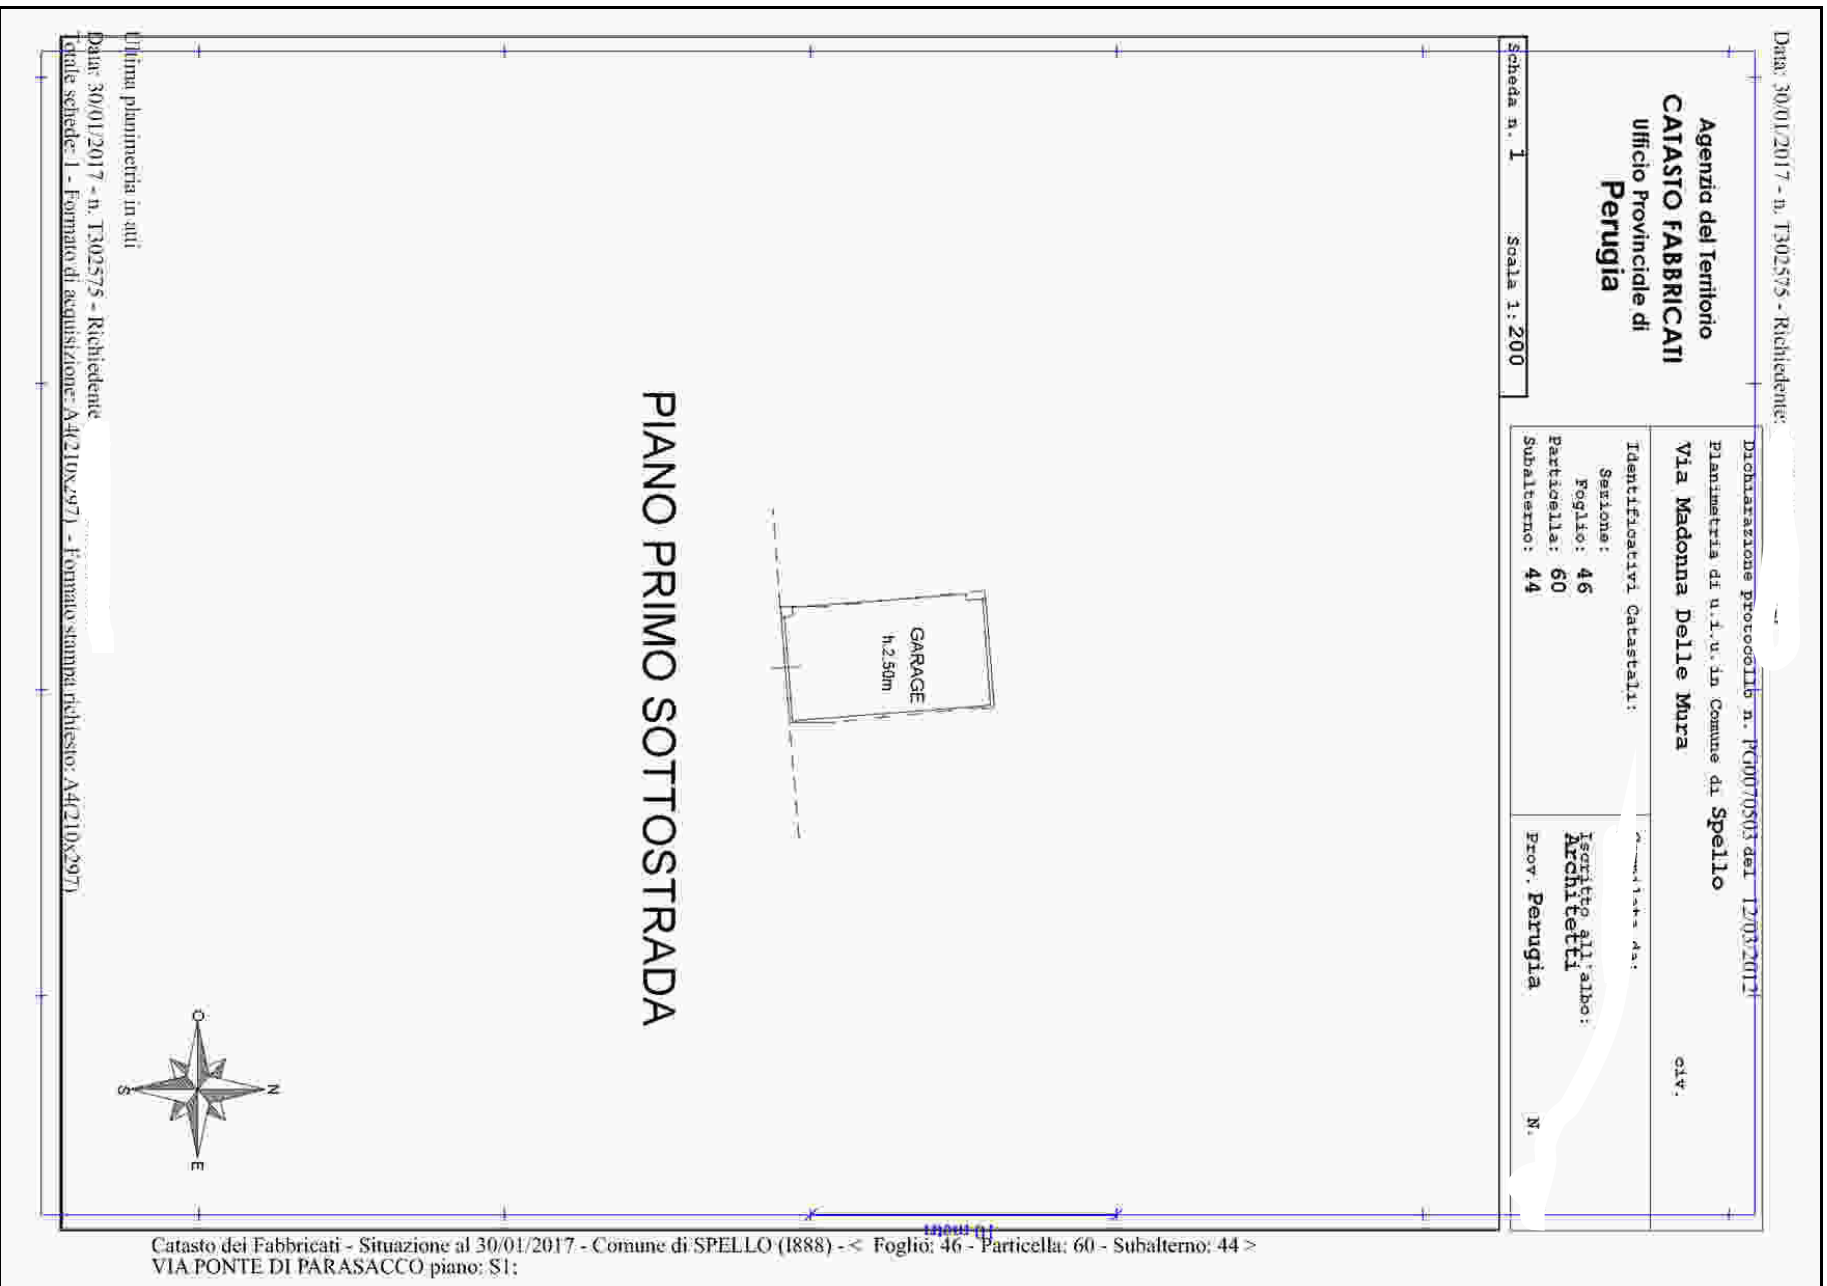 Data: 30/01/2017 - n. T302575 - Richiedente:
Agenzia del Territorio
CATASTO FABBRICATI
Ufficio Provinciale di
Perugia
Dichiarazione protocollo n. PG0070503 del 12/03/2012
Planimetria di u.i.u. in Comune di Spello
Via Madonna Delle Mura civ.
Identificativi Catastali:
Sezione:
Foglio: 46
Particella: 60
Subalterno: 44
da:
Iscritto all'albo:
Architetti
Prov. Perugia N.
Scheda n. 1 Scala 1:200
GARAGE
h.2.50m
PIANO PRIMO SOTTOSTRADA
O
N
S
E
Ultima planimetria in atti
Data: 30/01/2017 - n. T302575 - Richiedente
Totale schede: 1 - Formato di acquisizione: A4(210x297) - Formato stampa richiesto: A4(210x297)
10 metri
Catasto dei Fabbricati - Situazione al 30/01/2017 - Comune di SPELLO (I888) - < Foglio: 46 - Particella: 60 - Subalterno: 44 >
VIA PONTE DI PARASACCO piano: S1;